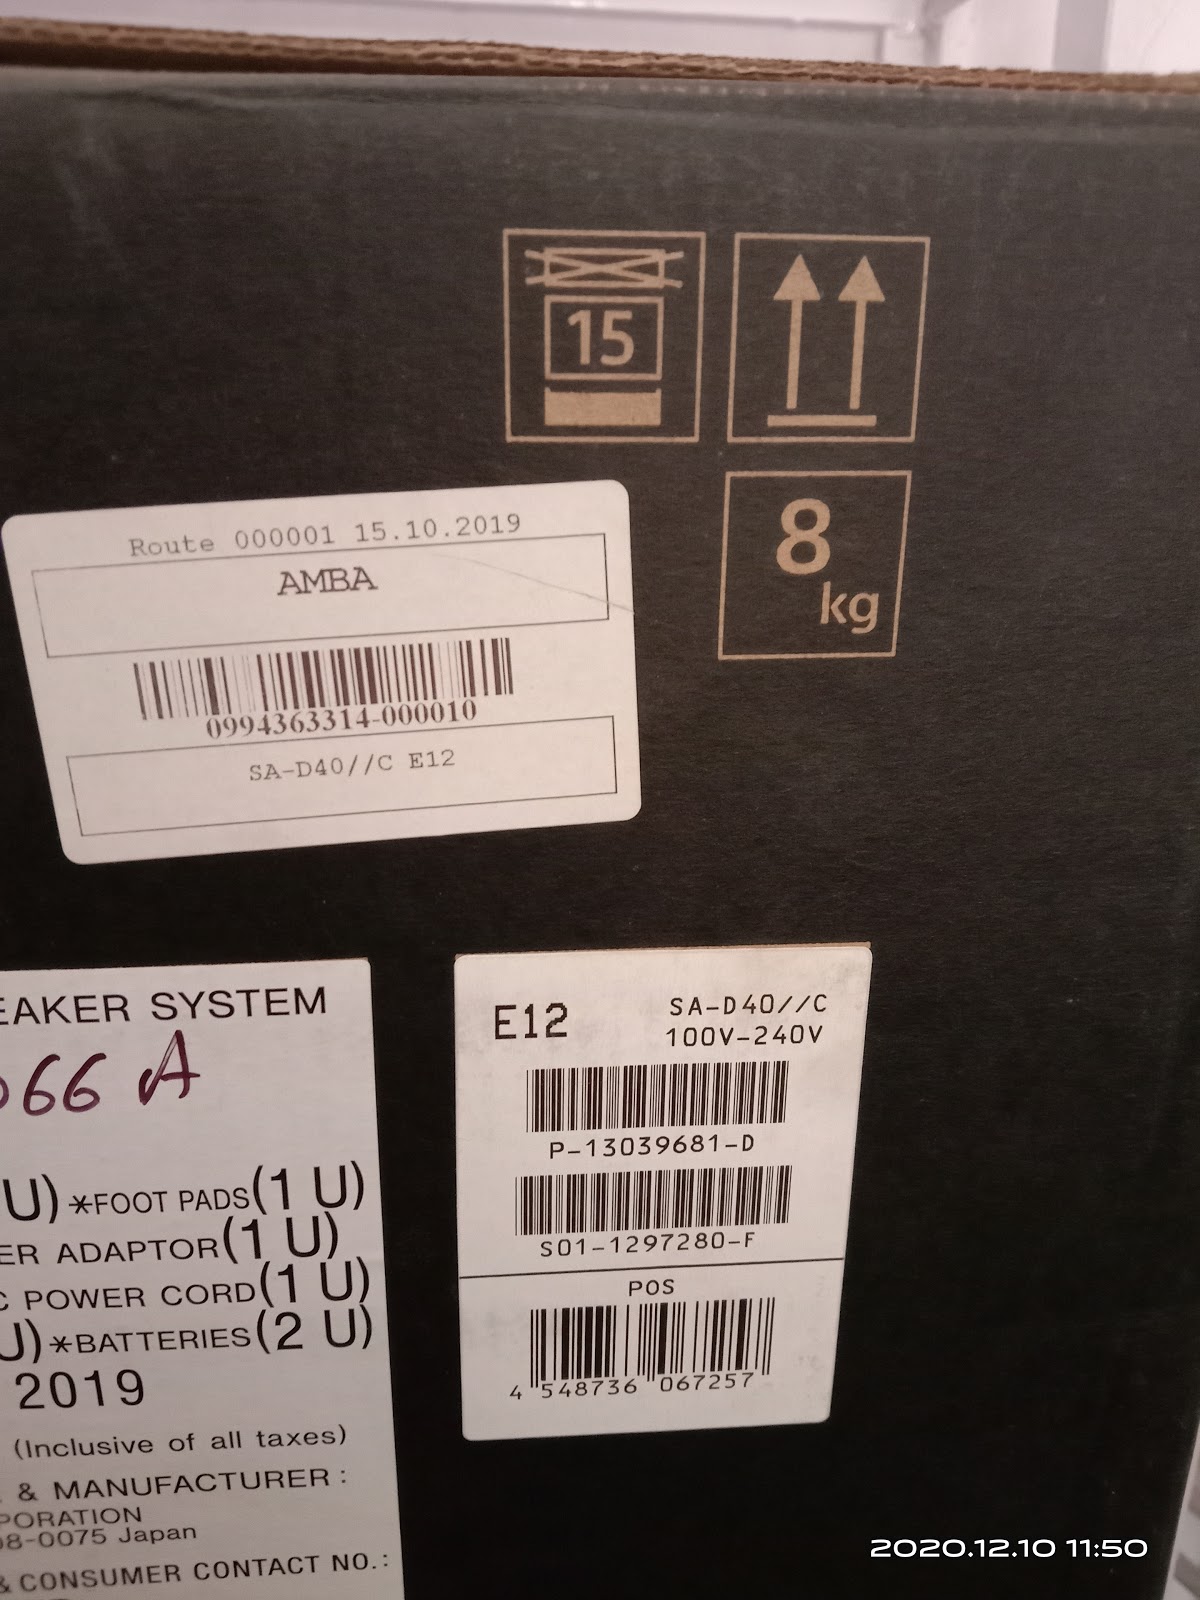 15
8
kg
Route 000001 15.10.2019
AMBA
0994363314-000010
SA-D40//C E12
EAKER SYSTEM
66 A
U) *FOOT PADS(1 U)
ER ADAPTOR(1 U)
C POWER CORD(1 U)
U) *BATTERIES(2 U)
2019
(Inclusive of all taxes)
& MANUFACTURER :
PORATION
08-0075 Japan
& CONSUMER CONTACT NO.:
E12
SA-D40//C
100V-240V
P-13039681-D
S01-1297280-F
POS
4 548736 067257
2020.12.10 11:50